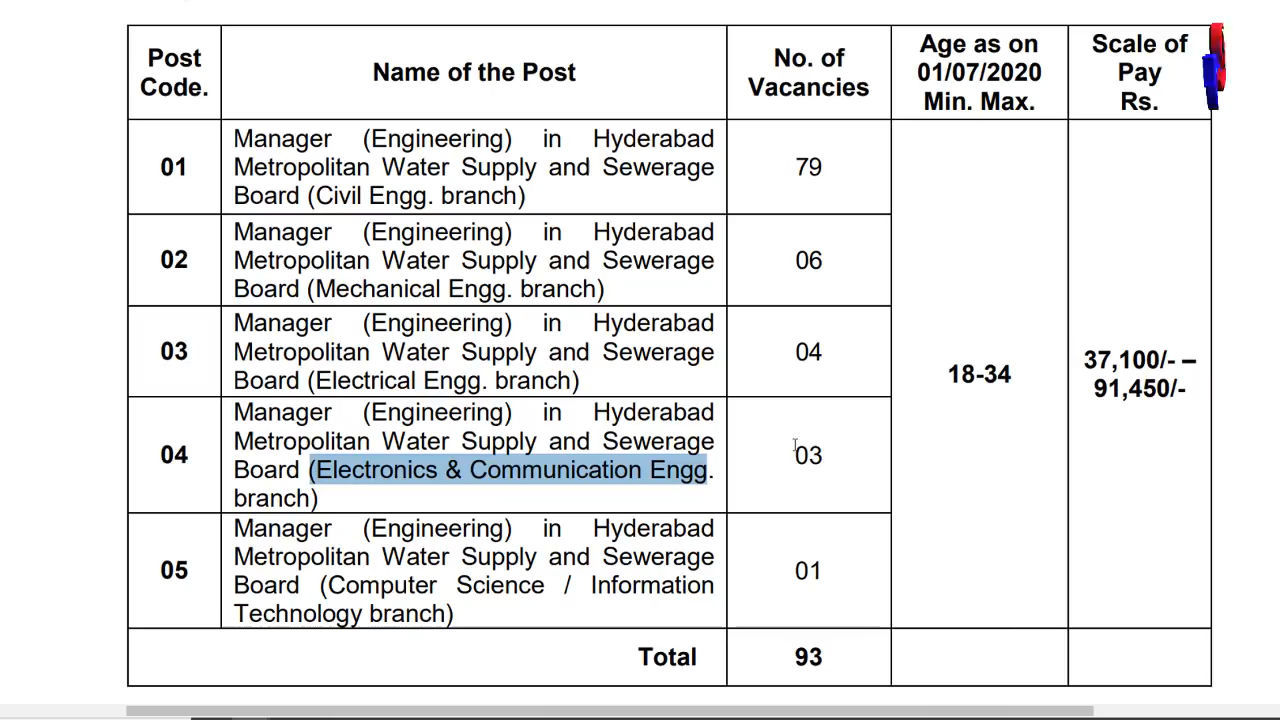 Post
Code.
Name of the Post
No. of
Vacancies
Age as on
01/07/2020
Min. Max.
Scale of
Pay
Rs.
01
Manager (Engineering) in Hyderabad
Metropolitan Water Supply and Sewerage
Board (Civil Engg. branch)
79
02
Manager (Engineering) in Hyderabad
Metropolitan Water Supply and Sewerage
Board (Mechanical Engg. branch)
06
03
Manager (Engineering) in Hyderabad
Metropolitan Water Supply and Sewerage
Board (Electrical Engg. branch)
04
04
Manager (Engineering) in Hyderabad
Metropolitan Water Supply and Sewerage
Board (Electronics & Communication Engg.
branch)
03
05
Manager (Engineering) in Hyderabad
Metropolitan Water Supply and Sewerage
Board (Computer Science / Information
Technology branch)
01
18-34
37,100/- –
91,450/-
Total
93